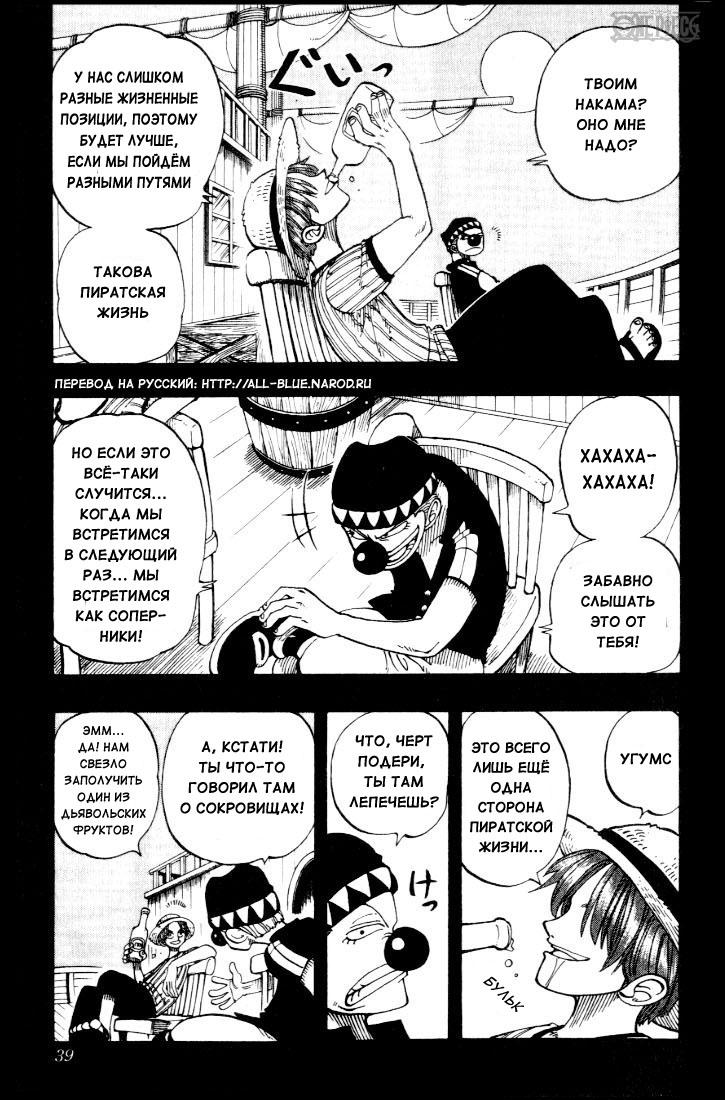 ONE PIECE
ТВОИМ
НАКАМА?
ОНО МНЕ
НАДО?
ぐいっ
У НАС СЛИШКОМ
РАЗНЫЕ ЖИЗНЕННЫЕ
ПОЗИЦИИ, ПОЭТОМУ
БУДЕТ ЛУЧШЕ,
ЕСЛИ МЫ ПОЙДЁМ
РАЗНЫМИ ПУТЯМИ
ТАКОВА
ПИРАТСКАЯ
ЖИЗНЬ
ПЕРЕВОД НА РУССКИЙ: HTTP://ALL-BLUE.NAROD.RU
ХАХАХА-
ХАХАХА!
ЗАБАВНО
СЛЫШАТЬ
ЭТО ОТ
ТЕБЯ!
НО ЕСЛИ ЭТО
ВСЁ-ТАКИ
СЛУЧИТСЯ...
КОГДА МЫ
ВСТРЕТИМСЯ
В СЛЕДУЮЩИЙ
РАЗ... МЫ
ВСТРЕТИМСЯ
КАК СОПЕР-
НИКИ!
УГУМС
ЭТО ВСЕГО
ЛИШЬ ЕЩЁ
ОДНА
СТОРОНА
ПИРАТСКОЙ
ЖИЗНИ...
БУЛЬК
ЧТО, ЧЕРТ
ПОДЕРИ,
ТЫ ТАМ
ЛЕПЕЧЕШЬ?
けっ
А, КСТАТИ!
ТЫ ЧТО-ТО
ГОВОРИЛ ТАМ
О СОКРОВИЩАХ!
ЭММ...
ДА! НАМ
СВЕЗЛО
ЗАПОЛУЧИТЬ
ОДИН ИЗ
ДЬЯВОЛЬСКИХ
ФРУКТОВ!
39